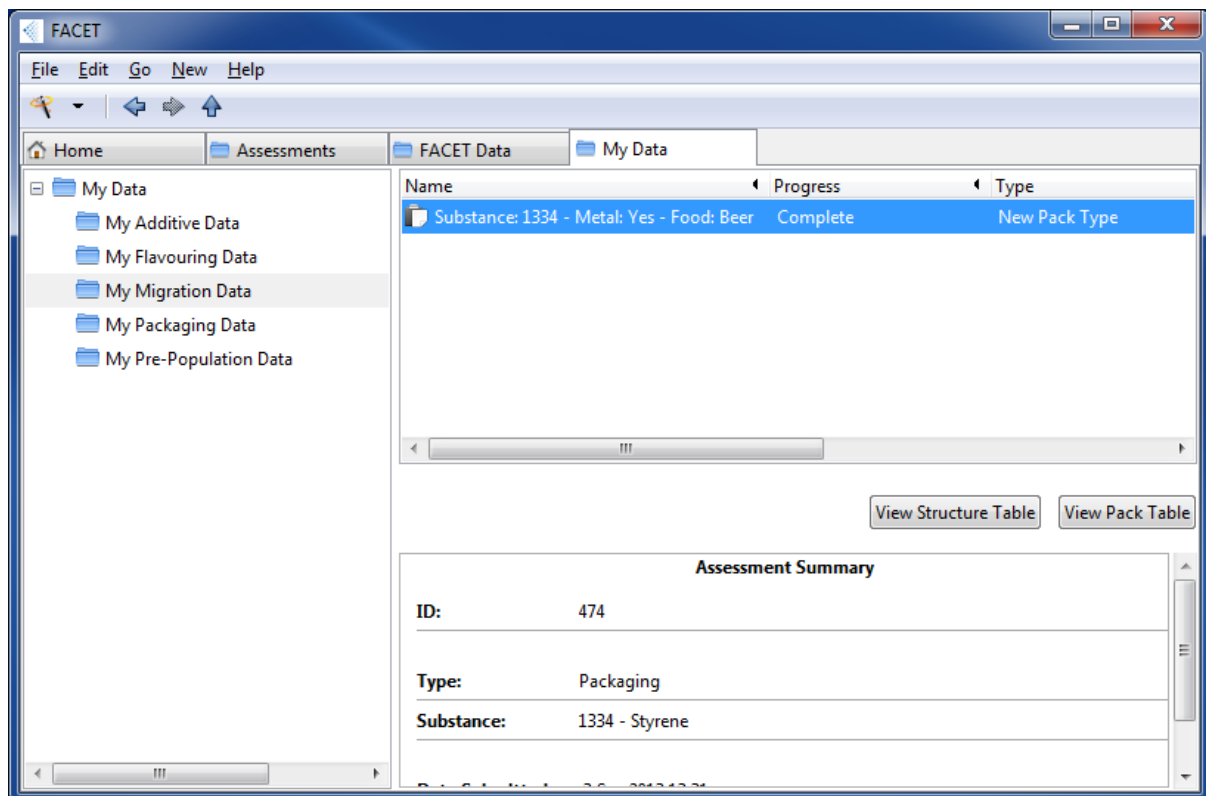 FACET
File Edit Go New Help
Home Assessments FACET Data My Data
My Data
My Additive Data
My Flavouring Data
My Migration Data
My Packaging Data
My Pre-Population Data
Name Progress Type
Substance: 1334 - Metal: Yes - Food: Beer Complete New Pack Type
View Structure Table View Pack Table
Assessment Summary
ID: 474
Type: Packaging
Substance: 1334 - Styrene